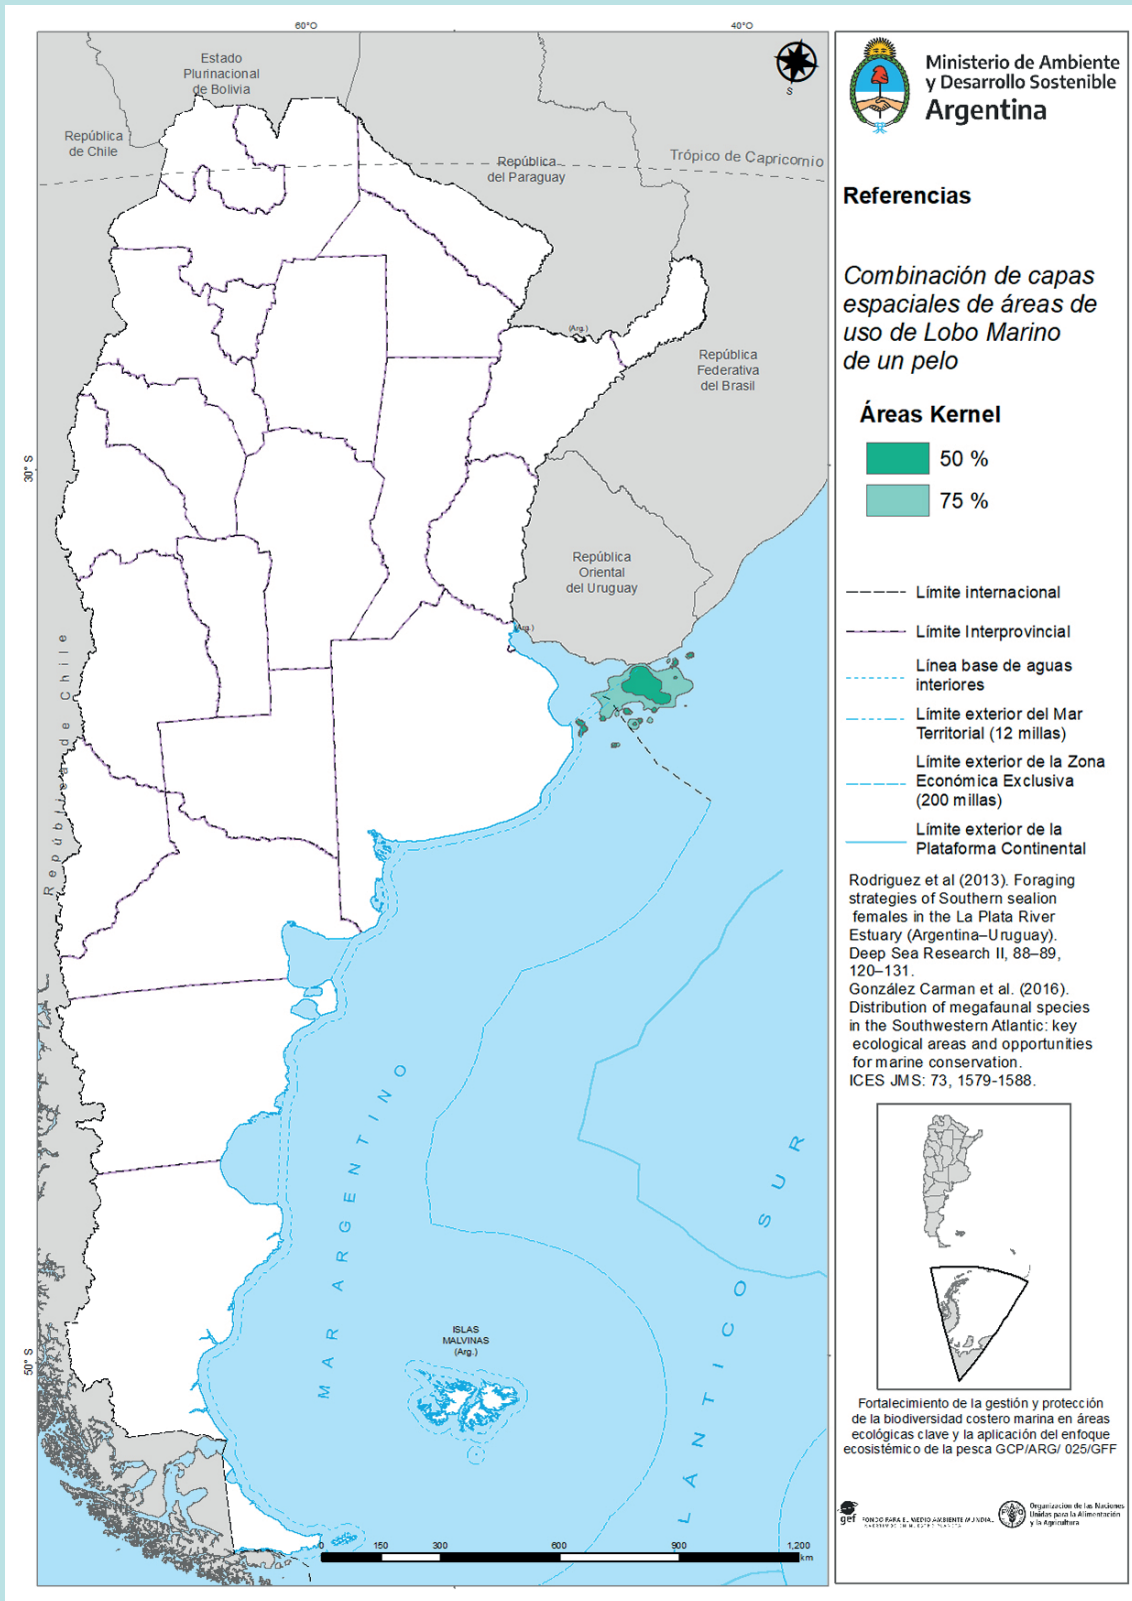 60°O
40°O
Estado
Plurinacional
de Bolivia
República
de Chile
República
del Paraguay
Trópico de Capricornio
S
(Arg.)
República
Federativa
del Brasil
30° S
República
Oriental
del Uruguay
República de Chile
MAR ARGENTINO
SUR
LÁNTICO
ISLAS
MALVINAS
(Arg.)
50° S
0 150 300 600 900 1,200
km
Ministerio de Ambiente
y Desarrollo Sostenible
Argentina
Referencias
Combinación de capas
espaciales de áreas de
uso de Lobo Marino
de un pelo
Áreas Kernel
50 %
75 %
Límite internacional
Límite Interprovincial
Línea base de aguas
interiores
Límite exterior del Mar
Territorial (12 millas)
Límite exterior de la Zona
Económica Exclusiva
(200 millas)
Límite exterior de la
Plataforma Continental
Rodriguez et al (2013). Foraging
strategies of Southern sealion
females in the La Plata River
Estuary (Argentina–Uruguay).
Deep Sea Research II, 88–89,
120–131.
González Carman et al. (2016).
Distribution of megafaunal species
in the Southwestern Atlantic: key
ecological areas and opportunities
for marine conservation.
ICES JMS: 73, 1579-1588.
Fortalecimiento de la gestión y protección
de la biodiversidad costero marina en áreas
ecológicas clave y la aplicación del enfoque
ecosistémico de la pesca GCP/ARG/ 025/GFF
gef
FONDO PARA EL MEDIO AMBIENTE MUNDIAL
Organización de las Naciones
Unidas para la Alimentación
y la Agricultura